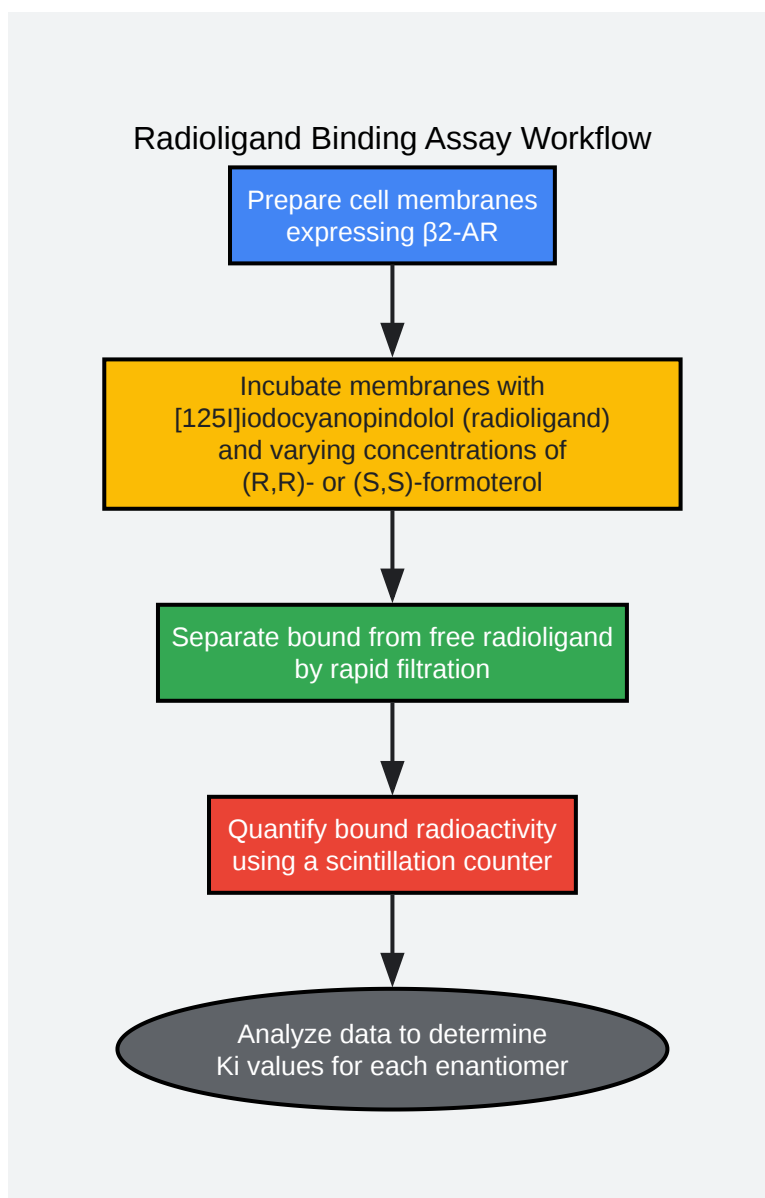 Radioligand Binding Assay Workflow
Prepare cell membranes
expressing β2-AR
Incubate membranes with
[125I]iodocyanopindolol (radioligand)
and varying concentrations of
(R,R)- or (S,S)-formoterol
Separate bound from free radioligand
by rapid filtration
Quantify bound radioactivity
using a scintillation counter
Analyze data to determine
Ki values for each enantiomer